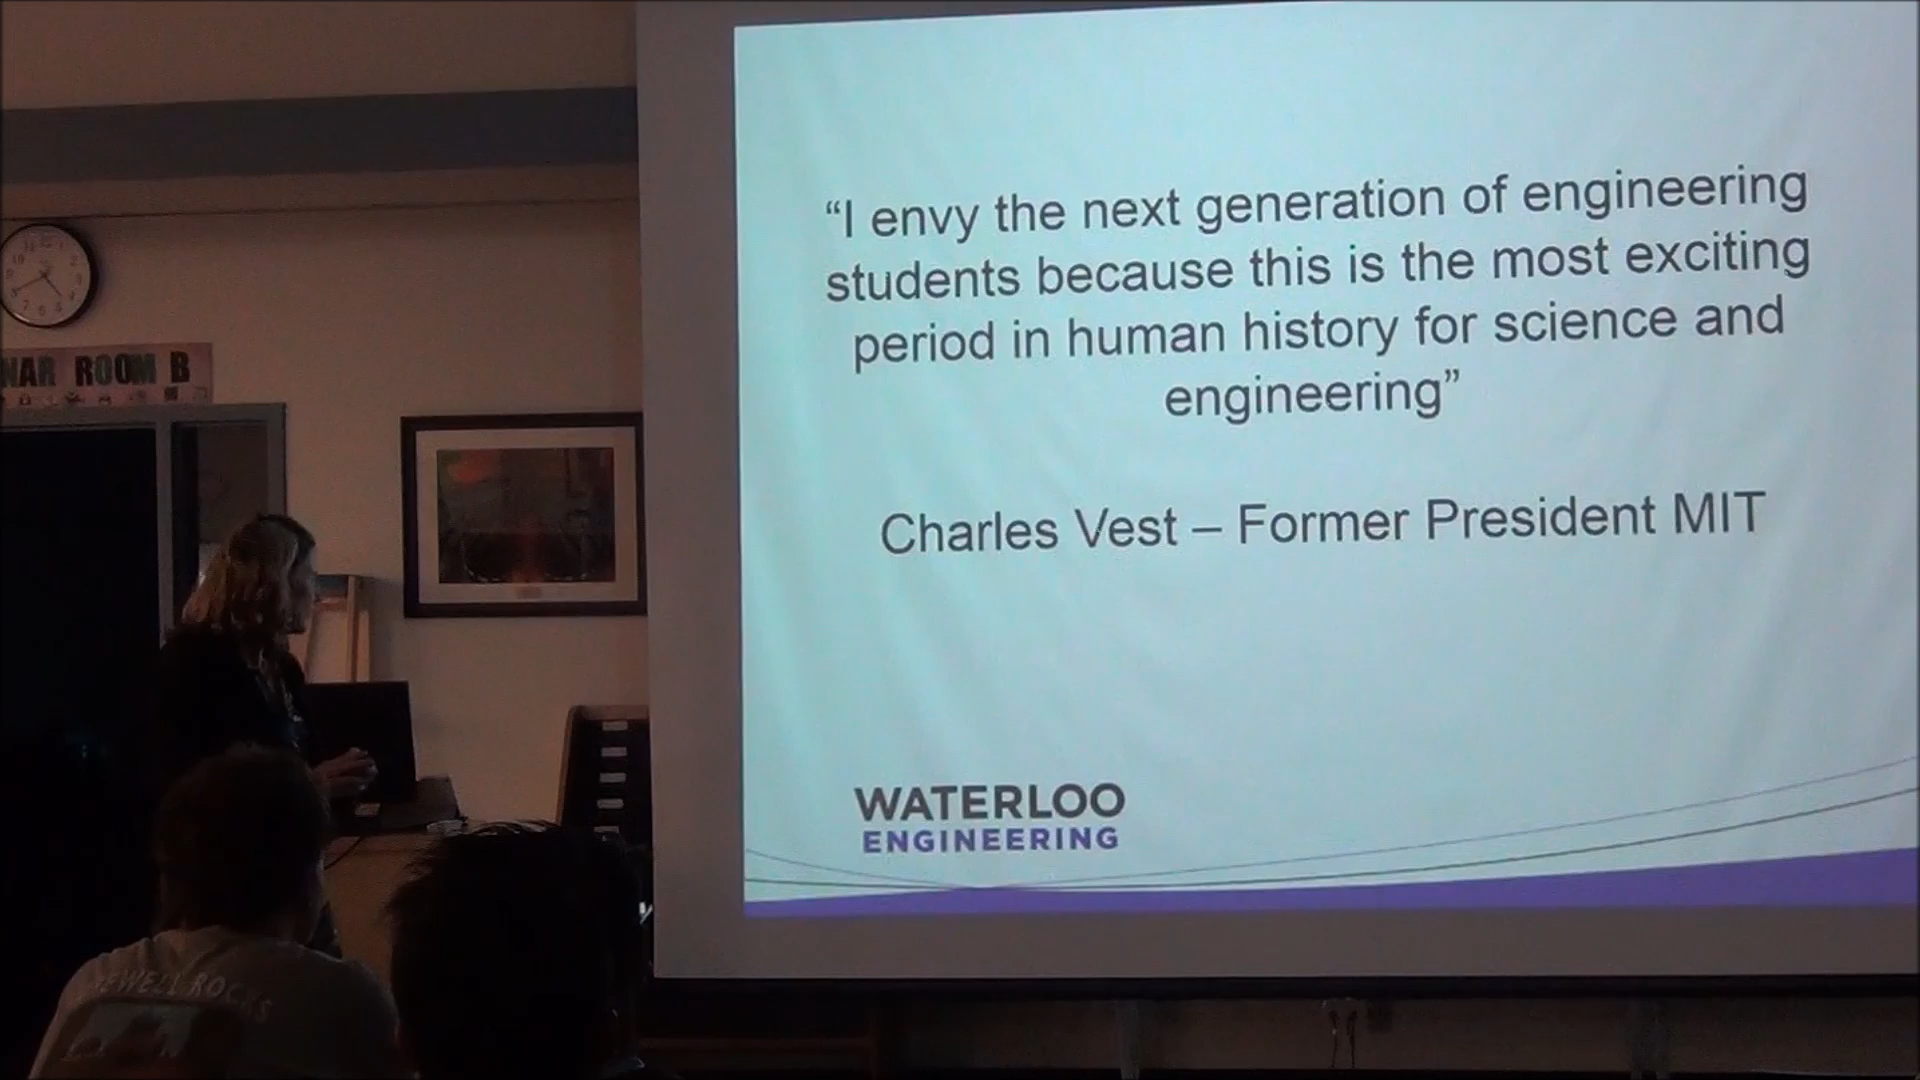 “I envy the next generation of engineering
students because this is the most exciting
period in human history for science and
engineering”
Charles Vest – Former President MIT
WATERLOO
ENGINEERING
ROOM B
ROCKS